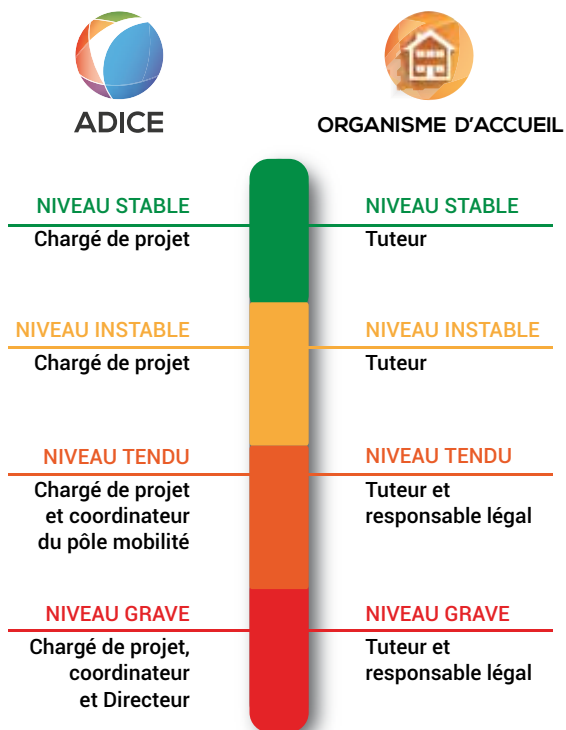 ADICE
ORGANISME D'ACCUEIL
NIVEAU STABLE
Chargé de projet
NIVEAU STABLE
Tuteur
NIVEAU INSTABLE
Chargé de projet
NIVEAU INSTABLE
Tuteur
NIVEAU TENDU
Chargé de projet
et coordinateur
du pôle mobilité
NIVEAU TENDU
Tuteur et
responsable légal
NIVEAU GRAVE
Chargé de projet,
coordinateur
et Directeur
NIVEAU GRAVE
Tuteur et
responsable légal